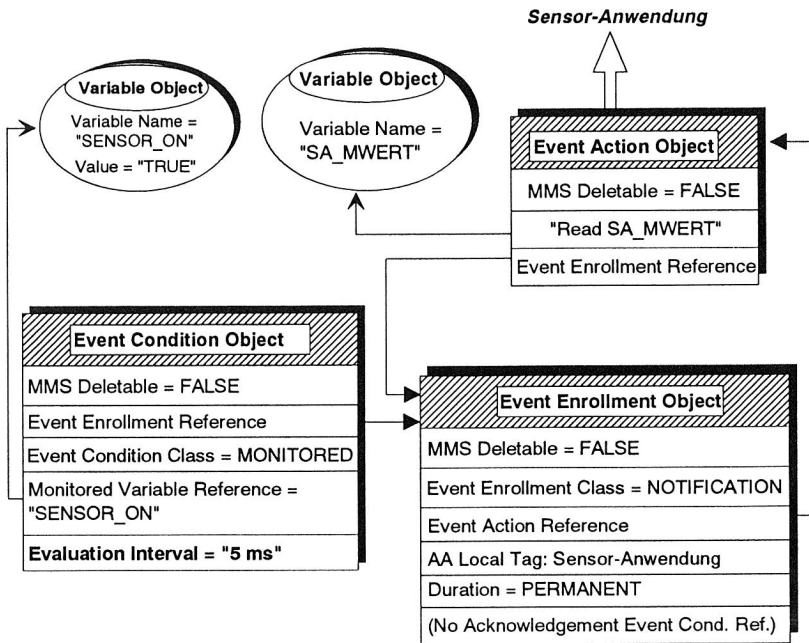 Sensor-Anwendung
Variable Object
Variable Name =
"SENSOR_ON"
Value = "TRUE"
Variable Object
Variable Name =
"SA_MWERT"
Event Action Object
MMS Deletable = FALSE
"Read SA_MWERT"
Event Enrollment Reference
Event Condition Object
MMS Deletable = FALSE
Event Enrollment Reference
Event Condition Class = MONITORED
Monitored Variable Reference =
"SENSOR_ON"
Evaluation Interval = "5 ms"
Event Enrollment Object
MMS Deletable = FALSE
Event Enrollment Class = NOTIFICATION
Event Action Reference
AA Local Tag: Sensor-Anwendung
Duration = PERMANENT
(No Acknowledgement Event Cond. Ref.)